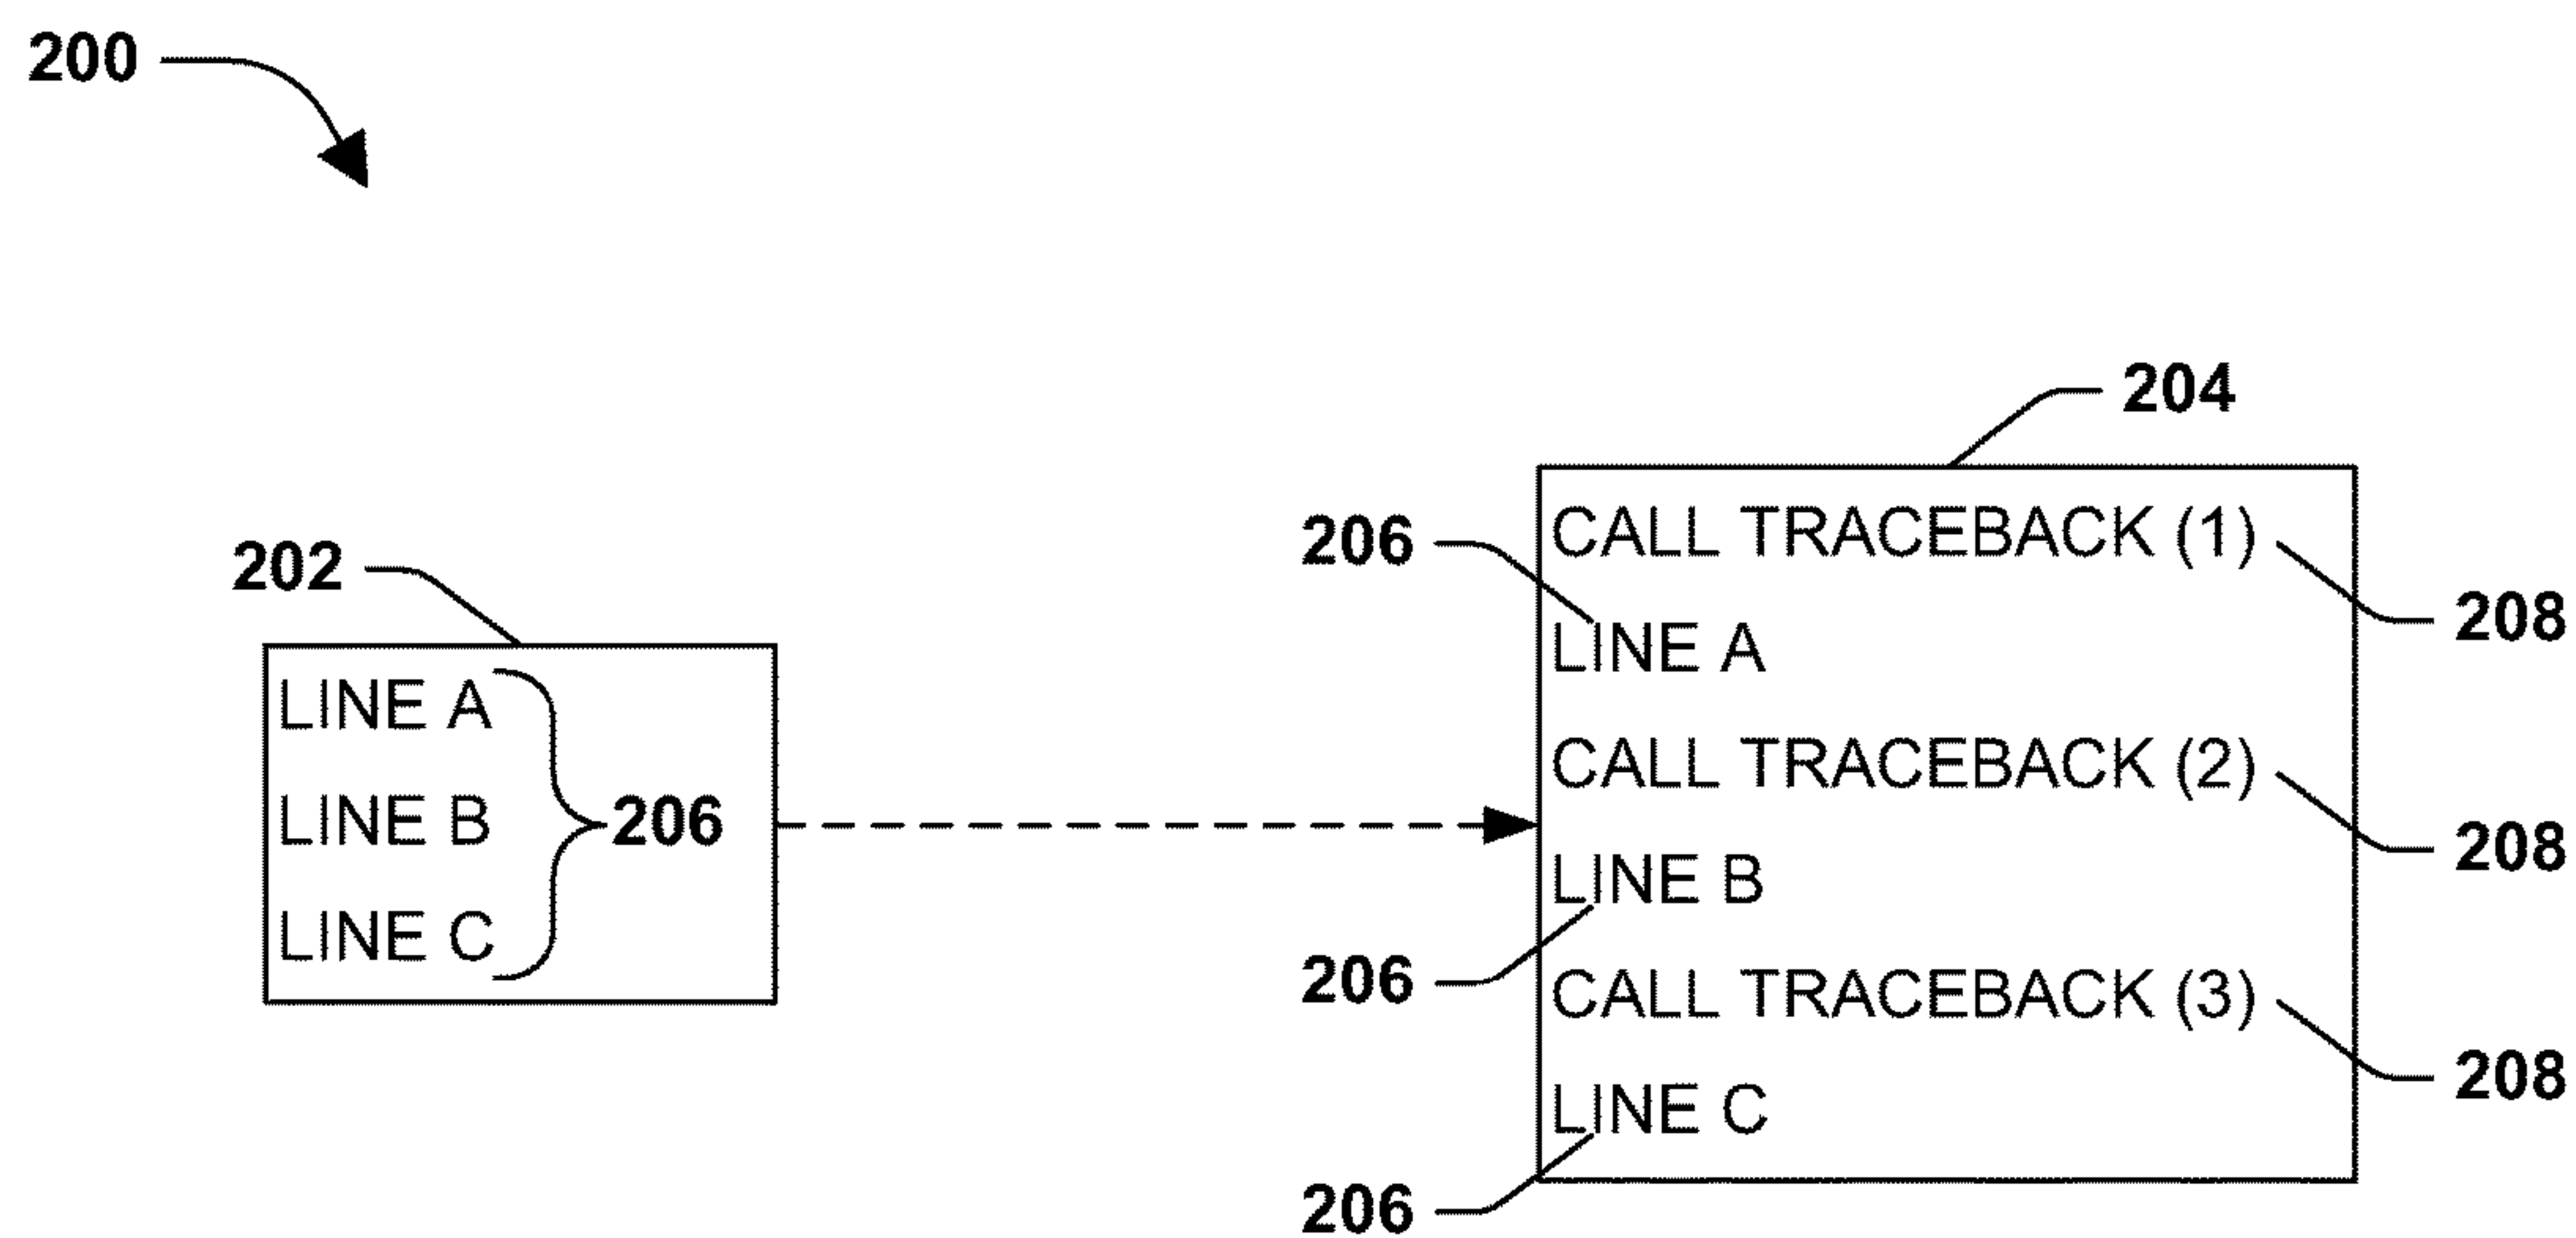 200
204
CALL TRACEBACK (1)
206
208
202
LINE A
LINE A
CALL TRACEBACK (2)
LINE B
206
208
LINE B
LINE C
206
CALL TRACEBACK (3)
208
LINE C
206